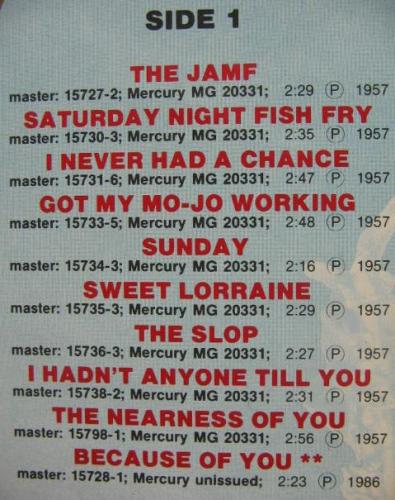 SIDE 1
THE JAMF
master: 15727-2; Mercury MG 20331; 2:29 Ⓟ 1957
SATURDAY NIGHT FISH FRY
master: 15730-3; Mercury MG 20331; 2:35 Ⓟ 1957
I NEVER HAD A CHANCE
master: 15731-6; Mercury MG 20331; 2:47 Ⓟ 1957
GOT MY MO-JO WORKING
master: 15733-5; Mercury MG 20331; 2:48 Ⓟ 1957
SUNDAY
master: 15734-3; Mercury MG 20331; 2:16 Ⓟ 1957
SWEET LORRAINE
master: 15735-3; Mercury MG 20331; 2:29 Ⓟ 1957
THE SLOP
master: 15736-3; Mercury MG 20331; 2:27 Ⓟ 1957
I HADN'T ANYONE TILL YOU
master: 15738-2; Mercury MG 20331; 2:31 Ⓟ 1957
THE NEARNESS OF YOU
master: 15798-1; Mercury MG 20331; 2:56 Ⓟ 1957
BECAUSE OF YOU **
master: 15728-1; Mercury unissued; 2:23 Ⓟ 1986